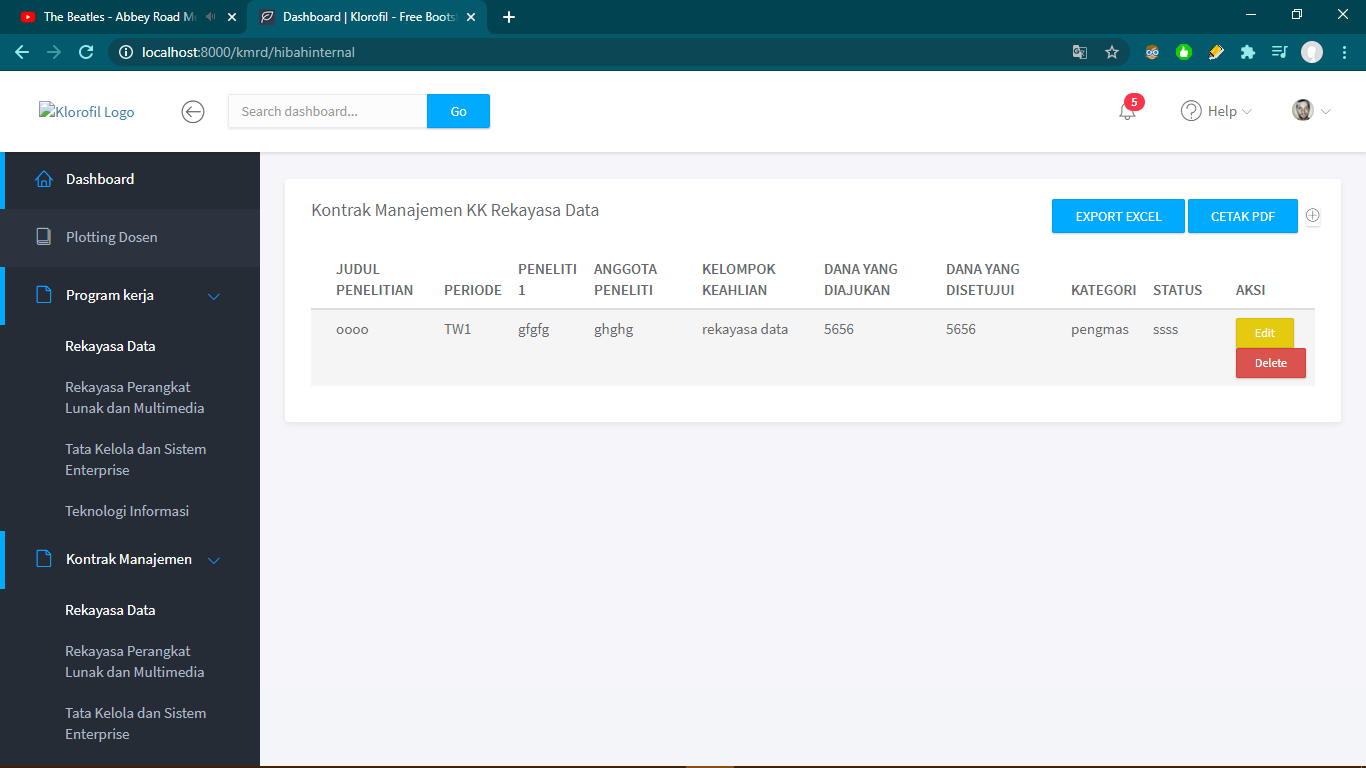 The Beatles - Abbey Road M
Dashboard | Klorofil - Free Boots
localhost:8000/kmrd/hibahinternal
Klorofil Logo
Search dashboard...
Go
5
Help
Dashboard
Plotting Dosen
Program kerja
Rekayasa Data
Rekayasa Perangkat
Lunak dan Multimedia
Tata Kelola dan Sistem
Enterprise
Teknologi Informasi
Kontrak Manajemen
Rekayasa Data
Rekayasa Perangkat
Lunak dan Multimedia
Tata Kelola dan Sistem
Enterprise
Kontrak Manajemen KK Rekayasa Data
EXPORT EXCEL
CETAK PDF
JUDUL PENELITIAN PERIODE PENELITI 1 ANGGOTA PENELITI KELOMPOK KEAHLIAN DANA YANG DIAJUKAN DANA YANG DISETUJUI KATEGORI STATUS AKSI
oooo TW1 gfgfg ghghg rekayasa data 5656 5656 pengmas ssss Edit
Delete